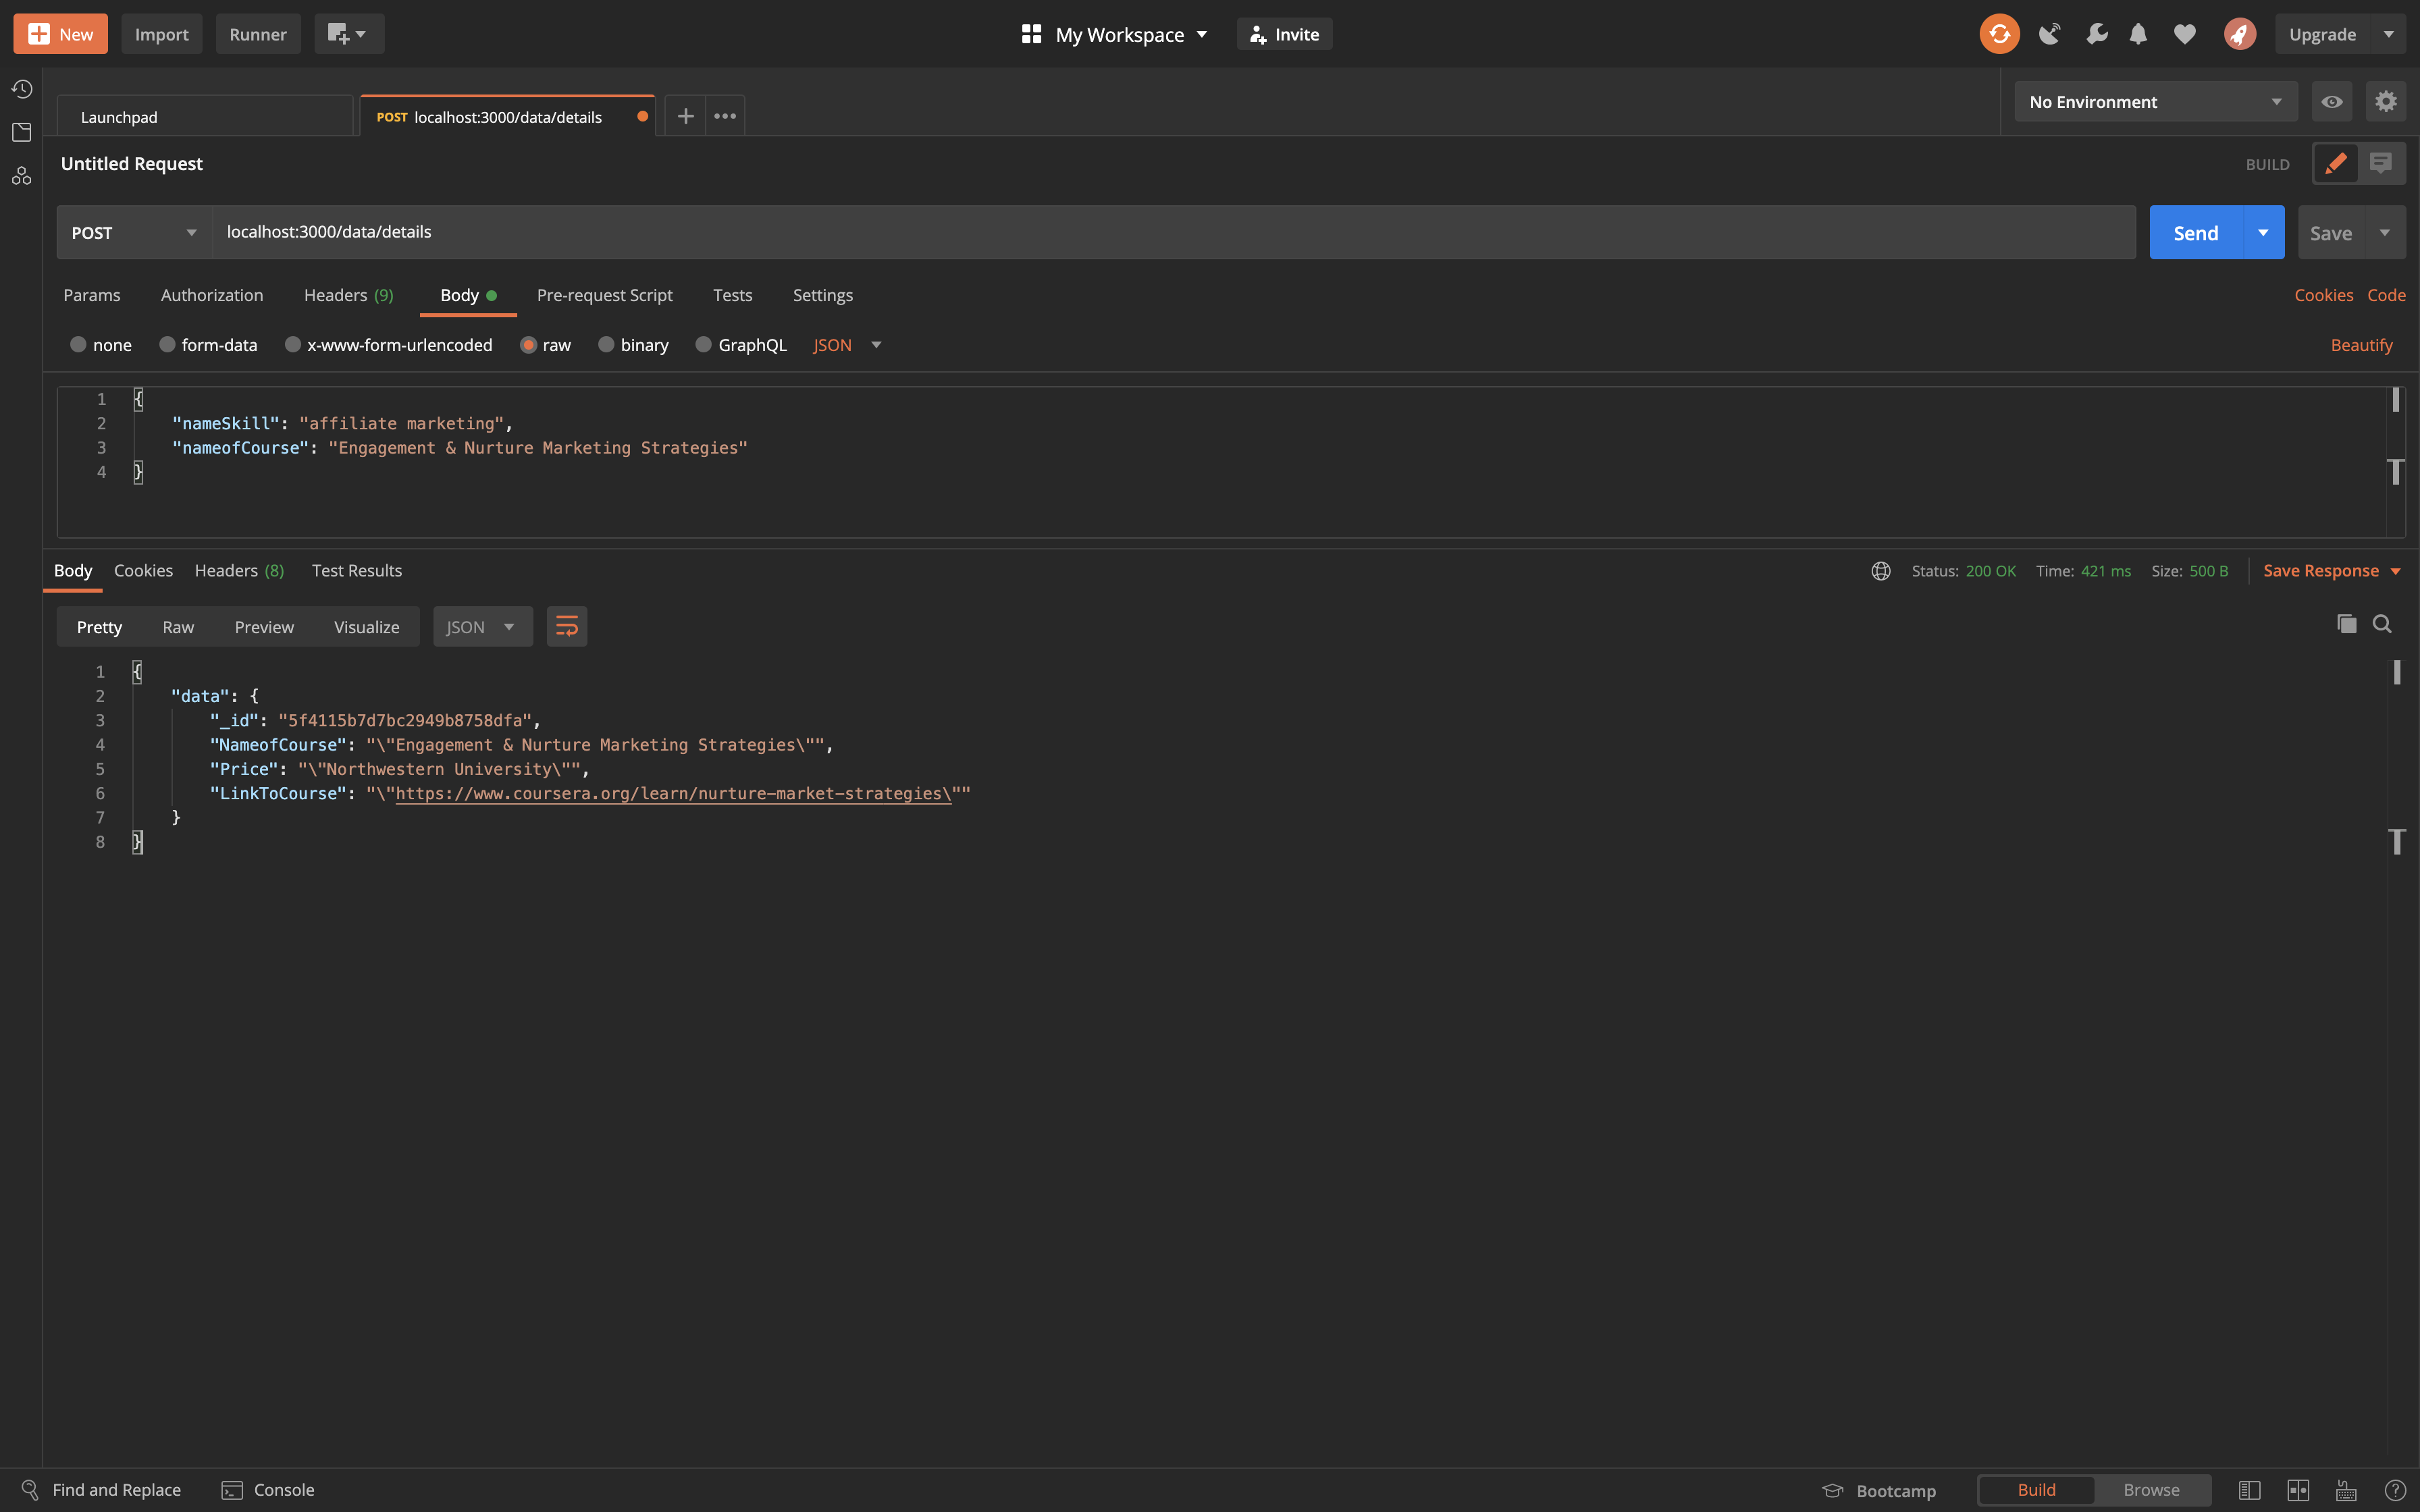 New Import Runner My Workspace Invite Upgrade
Launchpad POST localhost:3000/data/details No Environment
Untitled Request BUILD
POST localhost:3000/data/details Send Save
Params Authorization Headers (9) Body Pre-request Script Tests Settings Cookies Code
none form-data x-www-form-urlencoded raw binary GraphQL JSON Beautify
1 {
2 "nameSkill": "affiliate marketing",
3 "nameofCourse": "Engagement & Nurture Marketing Strategies"
4 }
Body Cookies Headers (8) Test Results Status: 200 OK Time: 421 ms Size: 500 B Save Response
Pretty Raw Preview Visualize JSON
1 {
2 "data": {
3 "_id": "5f4115b7d7bc2949b8758dfa",
4 "NameofCourse": "\"Engagement & Nurture Marketing Strategies\"",
5 "Price": "\"Northwestern University\"",
6 "LinkToCourse": "\"https://www.coursera.org/learn/nurture-market-strategies\""
7 }
8 }
Find and Replace Console Bootcamp Build Browse